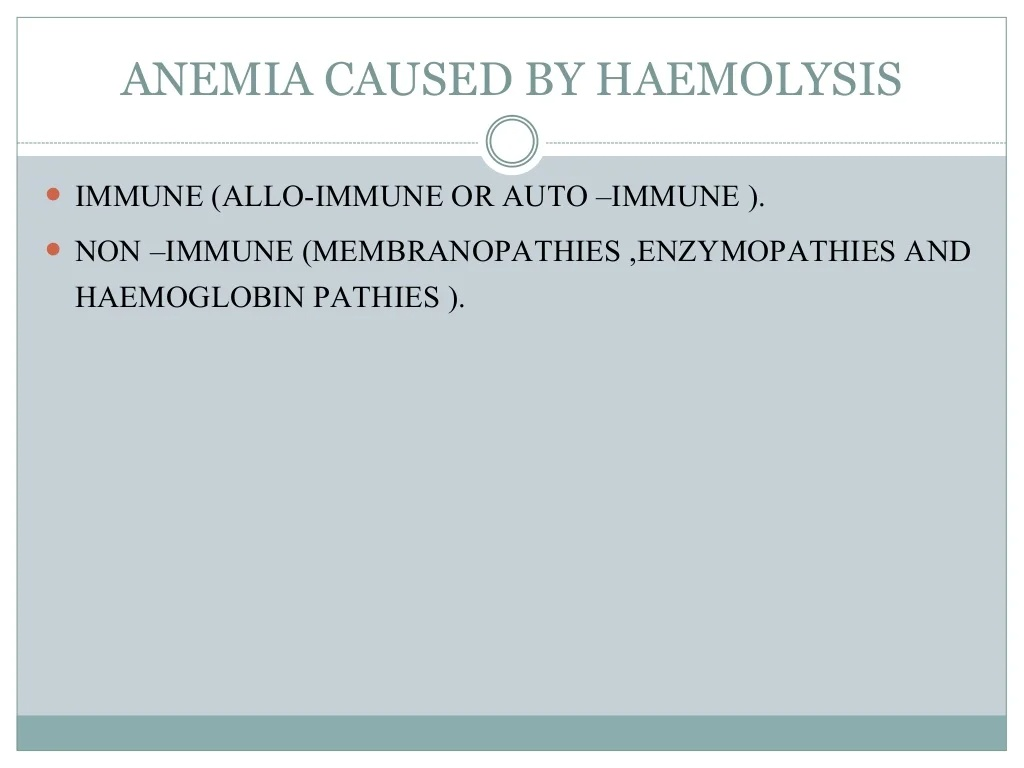 ANEMIA CAUSED BY HAEMOLYSIS
IMMUNE (ALLO-IMMUNE OR AUTO –IMMUNE ).
NON –IMMUNE (MEMBRANOPATHIES ,ENZYMOPATHIES AND
HAEMOGLOBIN PATHIES ).